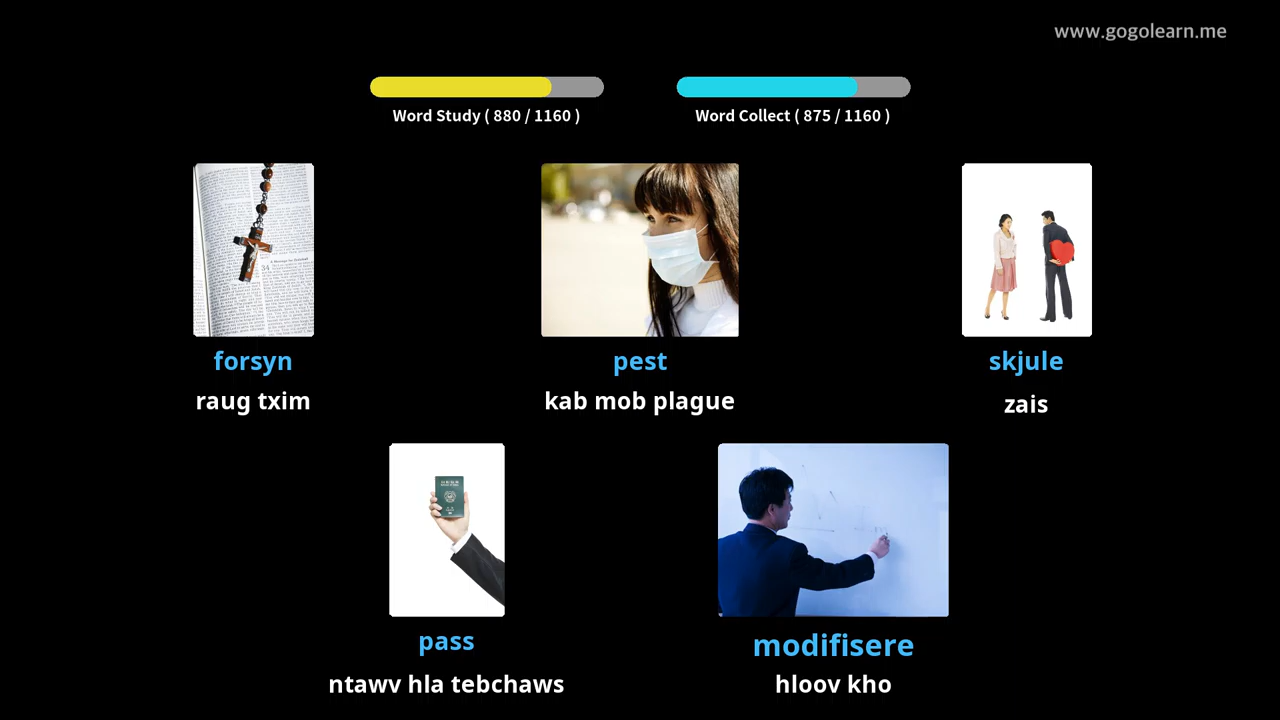 www.gogolearn.me
Word Study ( 880 / 1160 )
Word Collect ( 875 / 1160 )
forsyn
raug txim
pest
kab mob plague
skjule
zais
pass
ntawv hla tebchaws
modifisere
hloov kho